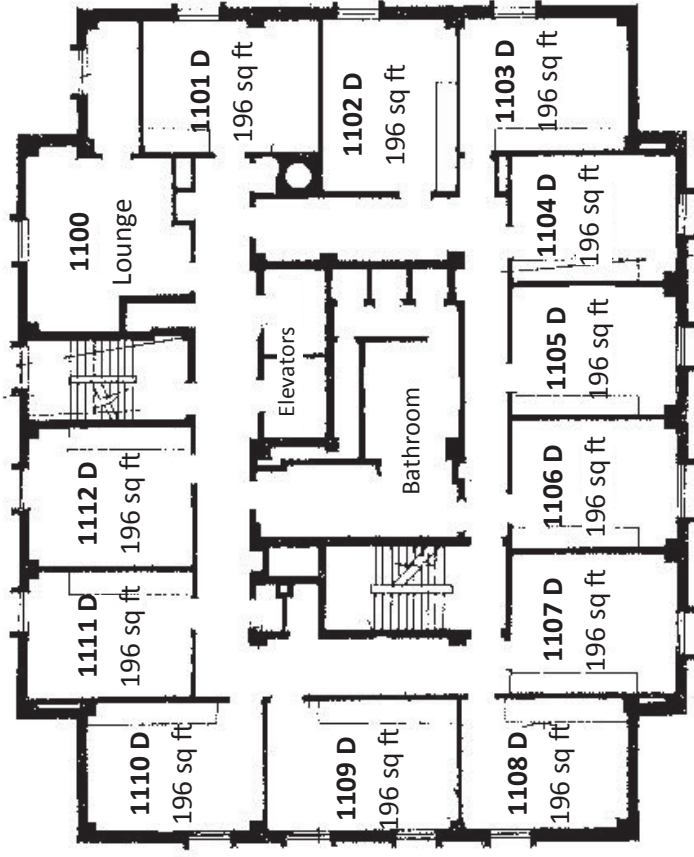 1100
Lounge
1101 D
196 sq ft
1102 D
196 sq ft
1103 D
196 sq ft
1104 D
196 sq ft
1105 D
196 sq ft
1106 D
196 sq ft
1107 D
196 sq ft
1108 D
196 sq ft
1109 D
196 sq ft
1110 D
196 sq ft
1111 D
196 sq ft
1112 D
196 sq ft
Elevators
Bathroom